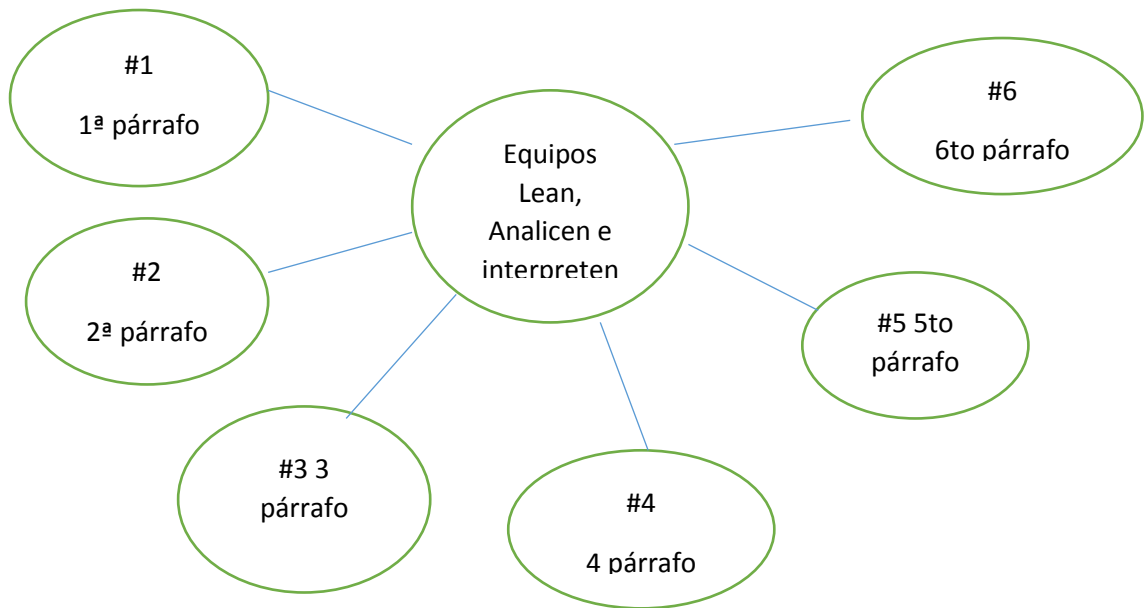 #1
1ª párrafo
#2
2ª párrafo
#3 3
párrafo
#4
4 párrafo
#5 5to
párrafo
#6
6to párrafo
Equipos
Lean,
Analicen e
interpreten